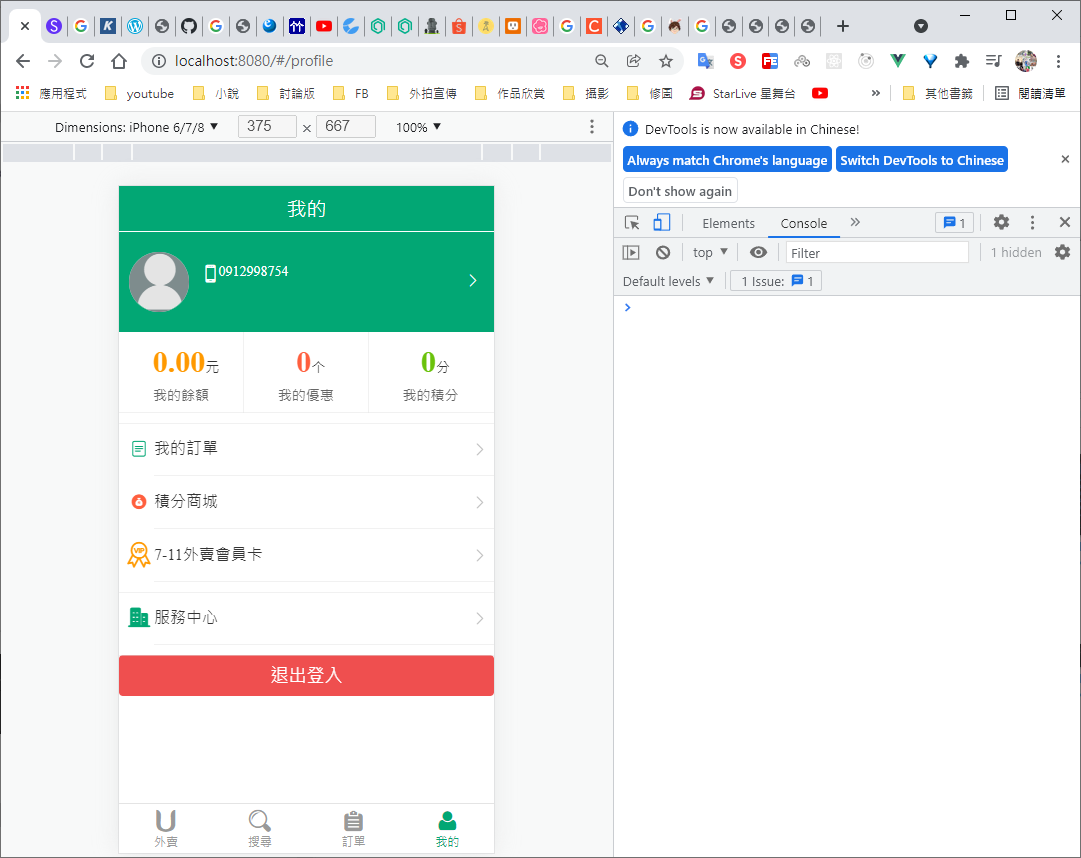 localhost:8080/#/profile
應用程式 youtube 小說 討論版 FB 外拍宣傳 作品欣賞 攝影 修圖 StarLive 星舞台 » 其他書籤 閱讀清單
Dimensions: iPhone 6/7/8 ▼ 375 × 667 100% ▼
DevTools is now available in Chinese!
Always match Chrome's language Switch DevTools to Chinese
Don't show again
Elements Console » 1
top ▼ Filter 1 hidden
Default levels ▼ 1 Issue: 1
我的
0912998754
0.00元 0个 0分
我的餘額 我的優惠 我的積分
我的訂單
積分商城
VIP 7-11外賣會員卡
服務中心
退出登入
外賣 搜尋 訂單 我的